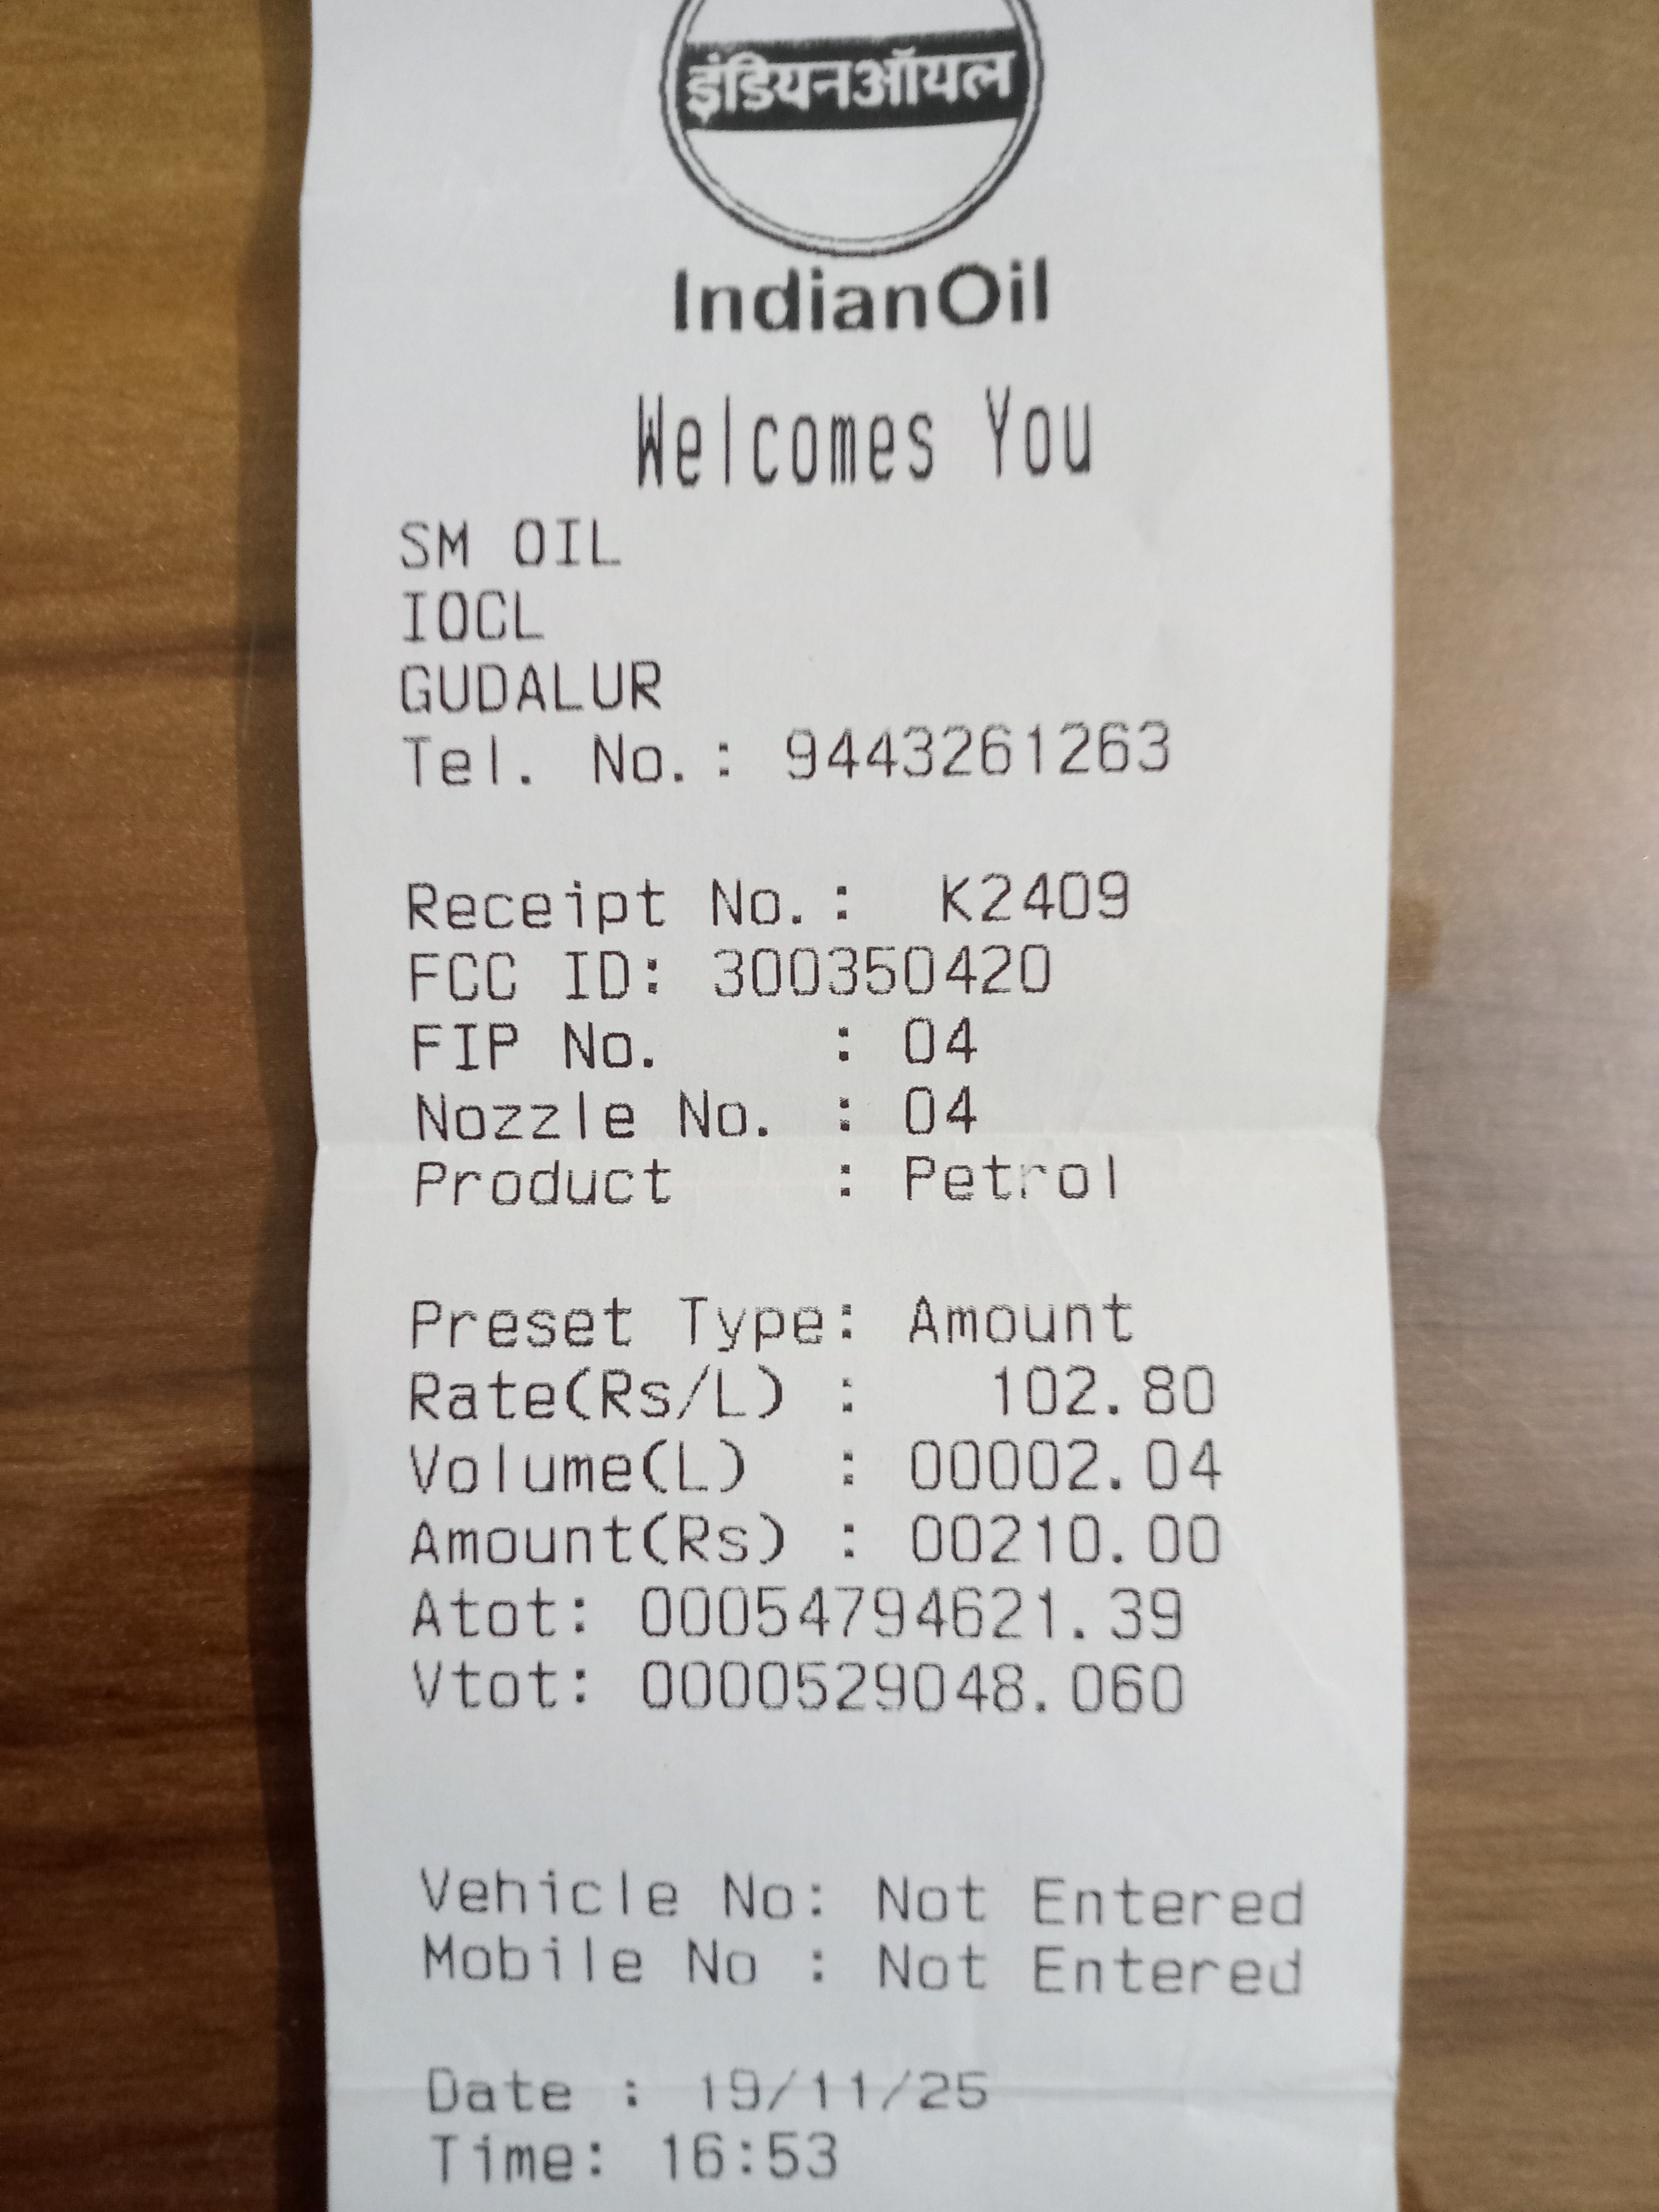 इंडियनऑयल
IndianOil
Welcomes You
SM OIL
IOCL
GUDALUR
Tel. No.: 9443261263
Receipt No.: K2409
FCC ID: 300350420
FIP No. : 04
Nozzle No. : 04
Product : Petrol
Preset Type: Amount
Rate(Rs/L) : 102.80
Volume(L) : 00002.04
Amount(Rs) : 00210.00
Atot: 00054794621.39
Vtot: 0000529048.060
Vehicle No: Not Entered
Mobile No : Not Entered
Date : 19/11/25
Time: 16:53